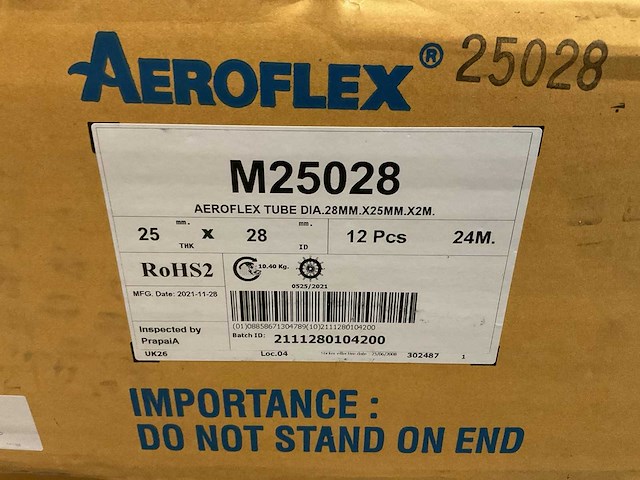 AEROFLEX® 25028
M25028
AEROFLEX TUBE DIA.28MM.X25MM.X2M.
25 mm. THK X 28 mm. ID 12 Pcs 24M.
RoHS2 10.40 Kg.
0525/2021
MFG. Date: 2021-11-28
(01)08858671304789(10)2111280104200
Inspected by
PrapaiA
Batch ID: 2111280104200
UK26 Loc.04 302487 1
IMPORTANCE :
DO NOT STAND ON END